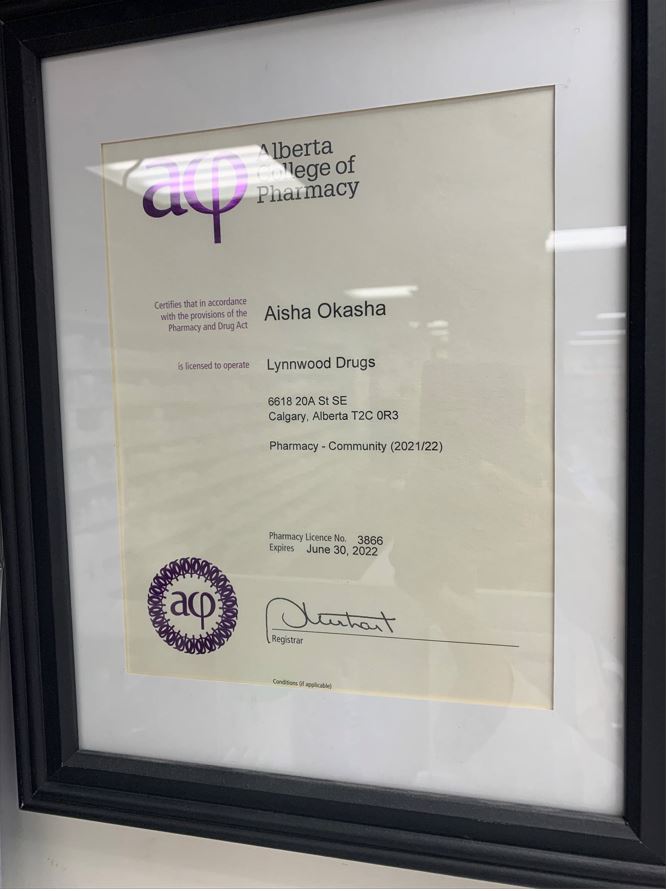 aφ
Alberta
College of
Pharmacy
Certifies that in accordance
with the provisions of the
Pharmacy and Drug Act
Aisha Okasha
is licensed to operate
Lynnwood Drugs
6618 20A St SE
Calgary, Alberta T2C 0R3
Pharmacy - Community (2021/22)
Pharmacy Licence No. 3866
Expires June 30, 2022
aφ
Registrar
Conditions (if applicable)